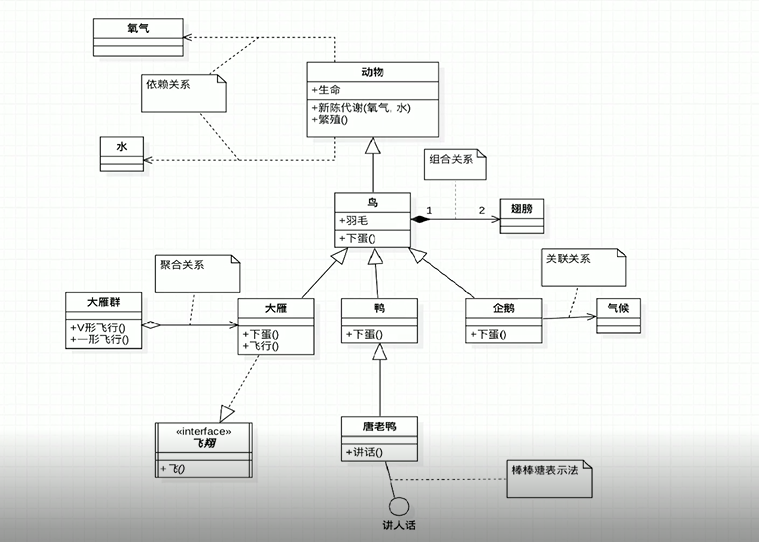 氧气
动物
+生命
+新陈代谢(氧气, 水)
+繁殖()
依赖关系
水
组合关系
鸟
+羽毛
+下蛋()
1
2
翅膀
聚合关系
关联关系
大雁群
+V形飞行()
+一形飞行()
大雁
+下蛋()
+飞行()
鸭
+下蛋()
企鹅
+下蛋()
气候
«interface»
飞翔
+飞()
唐老鸭
+讲话()
棒棒糖表示法
讲人话